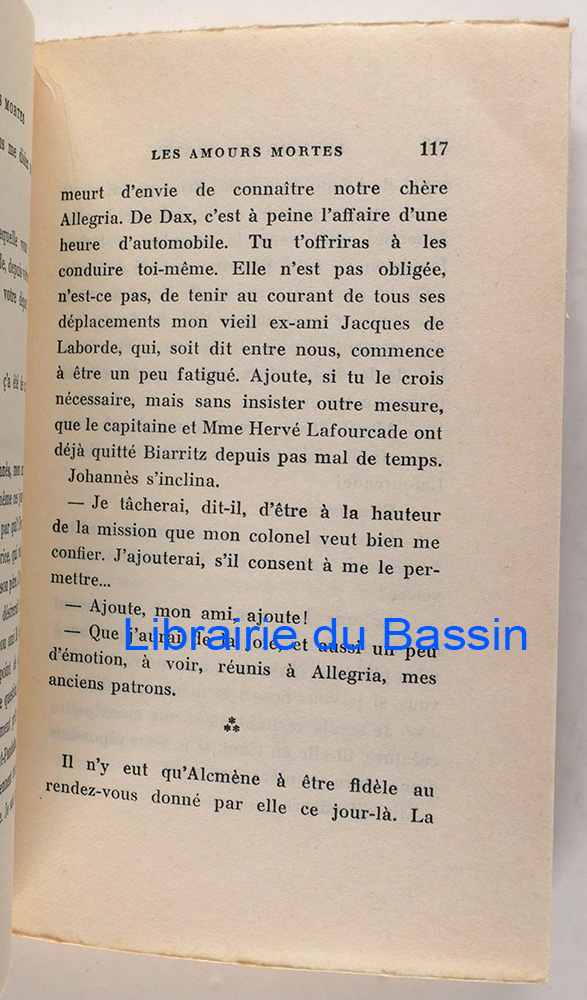 LES AMOURS MORTES 117
meurt d'envie de connaître notre chère
Allegria. De Dax, c'est à peine l'affaire d'une
heure d'automobile. Tu t'offriras à les
conduire toi-même. Elle n'est pas obligée,
n'est-ce pas, de tenir au courant de tous ses
déplacements mon vieil ex-ami Jacques de
Laborde, qui, soit dit entre nous, commence
à être un peu fatigué. Ajoute, si tu le crois
nécessaire, mais sans insister outre mesure,
que le capitaine et Mme Hervé Lafourcade ont
déjà quitté Biarritz depuis pas mal de temps.
Johannès s'inclina.
— Je tâcherai, dit-il, d'être à la hauteur
de la mission que mon colonel veut bien me
confier. J'ajouterai, s'il consent à me le per-
mettre...
— Ajoute, mon ami, ajoute!
Librairie du Bassin
— Que j'aurai de la joie, et aussi un peu
d'émotion, à voir, réunis à Allegria, mes
anciens patrons.
⁂
Il n'y eut qu'Alcmène à être fidèle au
rendez-vous donné par elle ce jour-là. La
MORTES
me dites
votre
ça été de